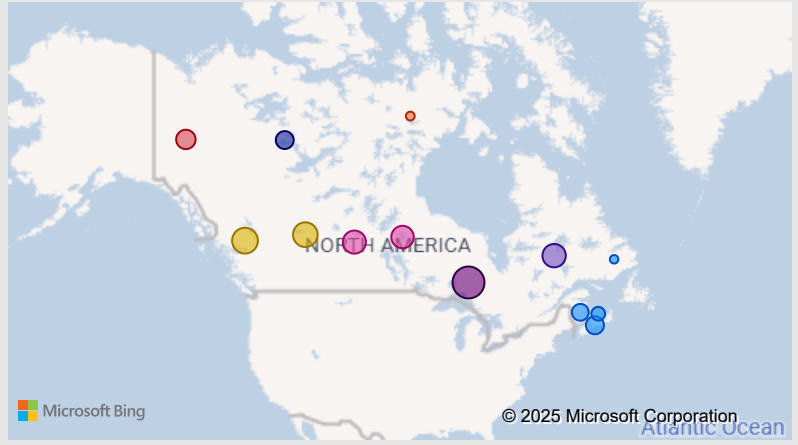 NORTH AMERICA
Microsoft Bing
© 2025 Microsoft Corporation
Atlantic Ocean